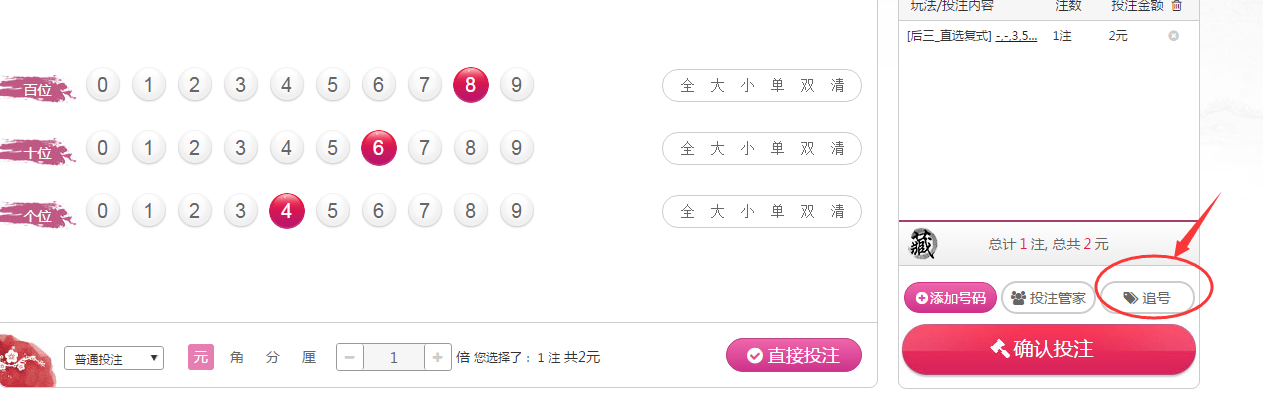 玩法/投注内容 注数 投注金额
[后三_直选复式] -,-,3,5... 1注 2元
百位 0 1 2 3 4 5 6 7 8 9 全 大 小 单 双 清
十位 0 1 2 3 4 5 6 7 8 9 全 大 小 单 双 清
个位 0 1 2 3 4 5 6 7 8 9 全 大 小 单 双 清
藏 总计 1 注, 总共 2 元
添加号码 投注管家 追号
确认投注
普通投注 元 角 分 厘 1 倍 您选择了： 1 注 共2元 直接投注